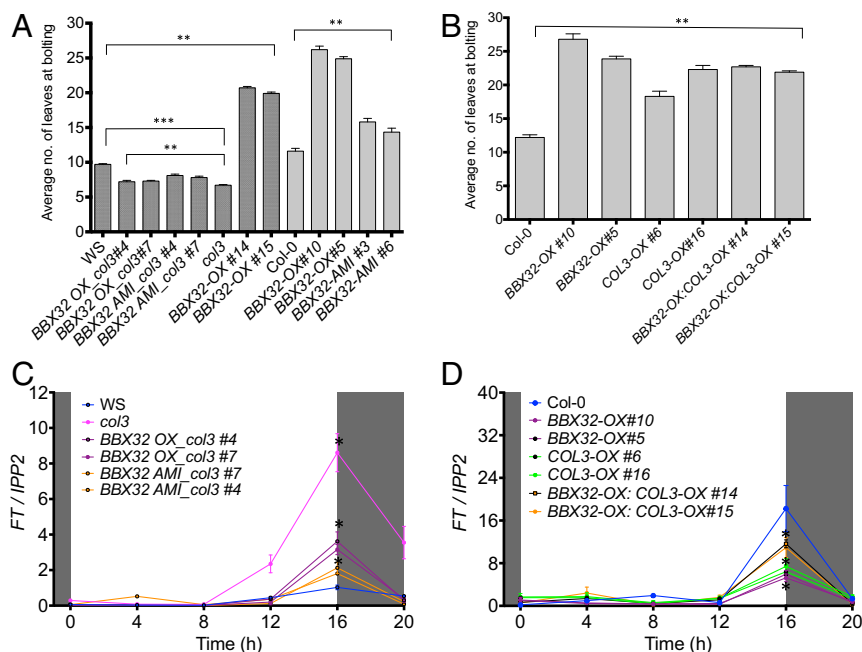 A
Average no. of leaves at bolting
30
25
20
15
10
5
0
**
***
**
**
WS
BBX32 OX_col3#4
BBX32 OX_col3#7
BBX32 AMI_col3 #4
BBX32 AMI_col3 #7
col3
BBX32-OX #14
BBX32-OX #15
Col-0
BBX32-OX#10
BBX32-OX#5
BBX32-AMI #3
BBX32-AMI #6
B
Average no. of leaves at bolting
30
25
20
15
10
5
0
**
Col-0
BBX32-OX #10
BBX32-OX#5
COL3-OX #6
COL3-OX#16
BBX32-OX:COL3-OX #14
BBX32-OX:COL3-OX #15
C
FT / IPP2
12
10
8
6
4
2
0
WS
col3
BBX32 OX_col3 #4
BBX32 OX_col3 #7
BBX32 AMI_col3 #7
BBX32 AMI_col3 #4
*
*
*
0 4 8 12 16 20
Time (h)
D
FT / IPP2
40
32
24
16
8
0
Col-0
BBX32-OX#10
BBX32-OX#5
COL3-OX #6
COL3-OX #16
BBX32-OX: COL3-OX #14
BBX32-OX: COL3-OX#15
*
*
*
0 4 8 12 16 20
Time (h)